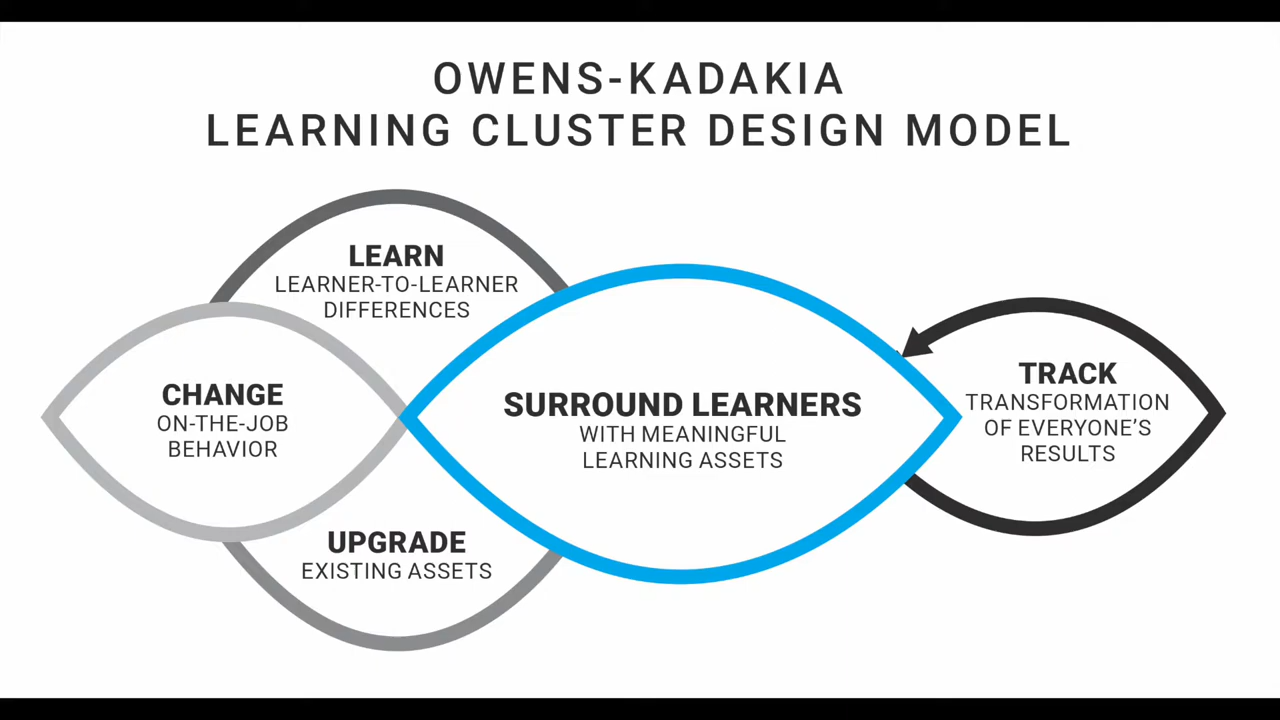 OWENS-KADAKIA
LEARNING CLUSTER DESIGN MODEL
LEARN
LEARNER-TO-LEARNER
DIFFERENCES
CHANGE
ON-THE-JOB
BEHAVIOR
UPGRADE
EXISTING ASSETS
SURROUND LEARNERS
WITH MEANINGFUL
LEARNING ASSETS
TRACK
TRANSFORMATION
OF EVERYONE'S
RESULTS